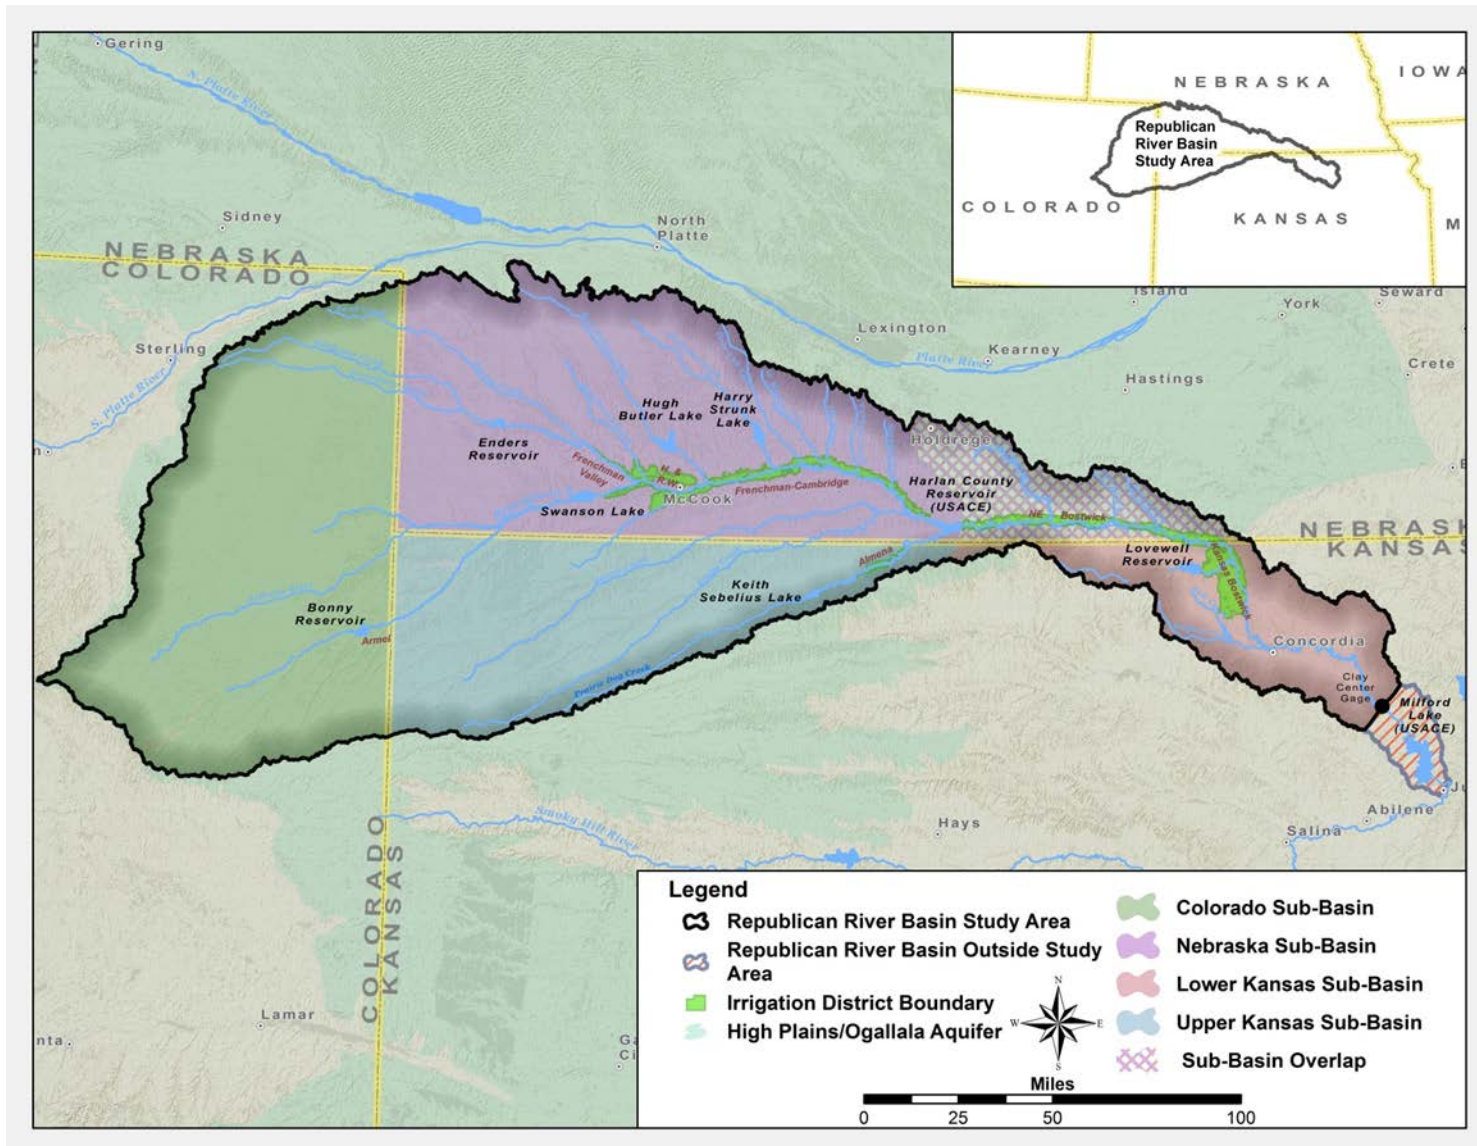 Gering
N. Platte River
NEBRASKA
IOWA
Republican
River Basin
Study Area
COLORADO
KANSAS
M
Sidney
North
Platte
NEBRASKA
COLORADO
Island
York
Seward
Sterling
S. Platte River
Lexington
Platte River
Kearney
Crete
Hastings
Hugh
Butler Lake
Harry
Strunk
Lake
Enders
Reservoir
Holdrege
Frenchman
Valley
H. &
R.W.
McCook
Frenchman-Cambridge
Harlan County
Reservoir
(USACE)
Swanson Lake
NE Bostwick
NEBRASK
KANSAS
Almena
Lovewell
Reservoir
Kansas Bostwick
Keith
Sebelius Lake
Bonny
Reservoir
Armel
Concordia
Prairie Dog Creek
Clay
Center
Gage
Milford
Lake
(USACE)
Ju
Abilene
Salina
Hays
Smoky Hill River
COLORADO
KANSAS
Lamar
nta.
Ga
Ci
Legend
Republican River Basin Study Area
Republican River Basin Outside Study
Area
Irrigation District Boundary
High Plains/Ogallala Aquifer
N
W E
S
Colorado Sub-Basin
Nebraska Sub-Basin
Lower Kansas Sub-Basin
Upper Kansas Sub-Basin
Sub-Basin Overlap
Miles
0 25 50 100